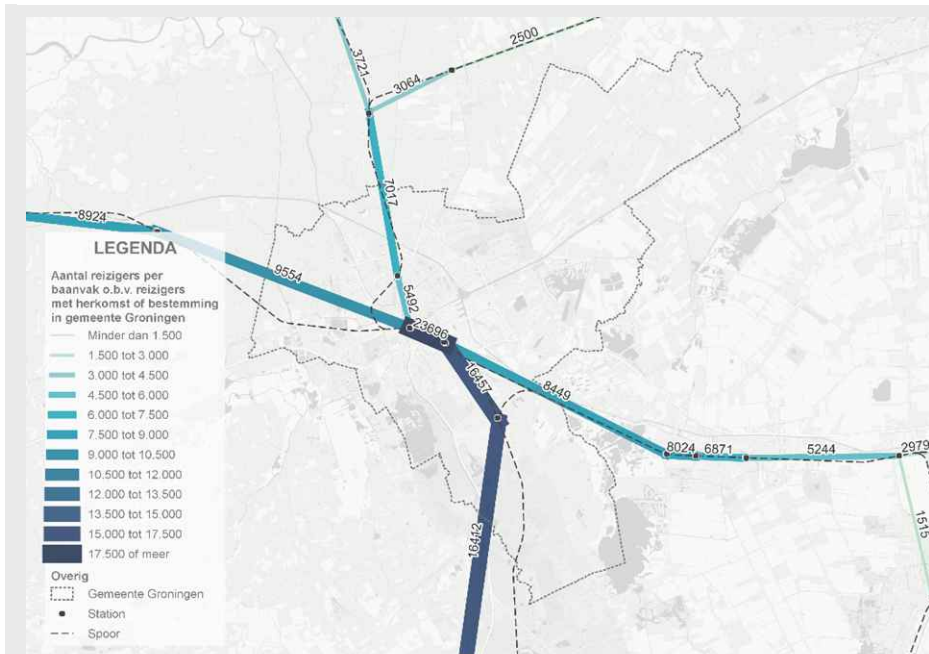 2500
3721
3064
7017
8924
9554
5492
23696
16457
8449
8024
6871
5244
2979
1515
16412
LEGENDA
Aantal reizigers per
baanvak o.b.v. reizigers
met herkomst of bestemming
in gemeente Groningen
Minder dan 1.500
1.500 tot 3.000
3.000 tot 4.500
4.500 tot 6.000
6.000 tot 7.500
7.500 tot 9.000
9.000 tot 10.500
10.500 tot 12.000
12.000 tot 13.500
13.500 tot 15.000
15.000 tot 17.500
17.500 of meer
Overig
Gemeente Groningen
Station
Spoor